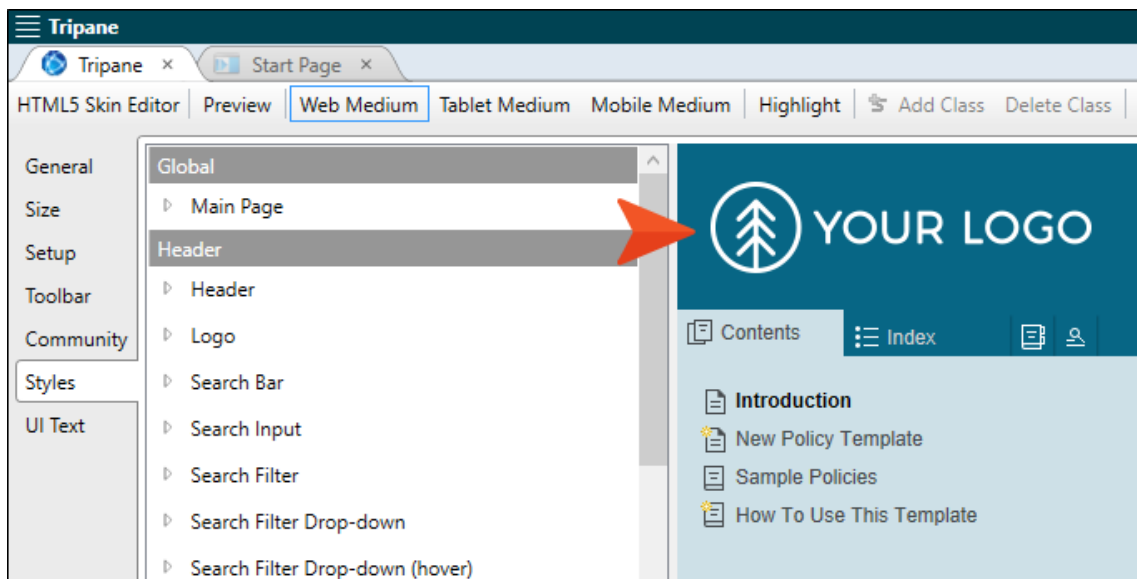 Tripane
Tripane × Start Page ×
HTML5 Skin Editor Preview Web Medium Tablet Medium Mobile Medium Highlight Add Class Delete Class
General
Size
Setup
Toolbar
Community
Styles
UI Text
Global
Main Page
Header
Header
Logo
Search Bar
Search Input
Search Filter
Search Filter Drop-down
Search Filter Drop-down (hover)
YOUR LOGO
Contents Index
Introduction
New Policy Template
Sample Policies
How To Use This Template